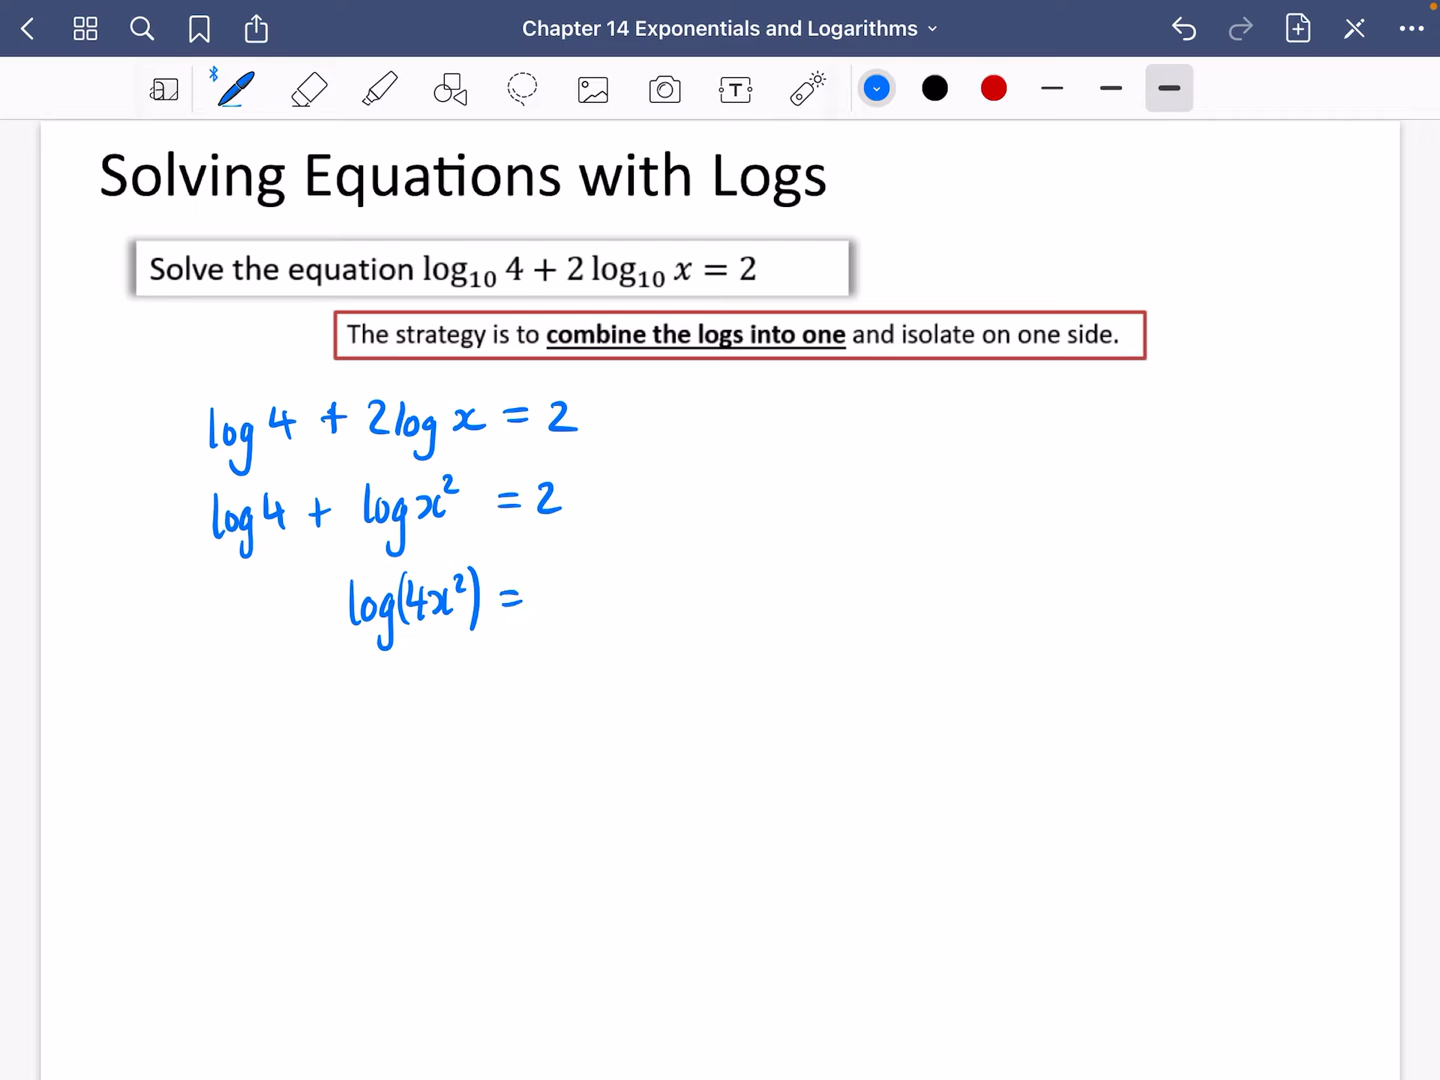 Chapter 14 Exponentials and Logarithms
a
T
Solving Equations with Logs
Solve the equation log₁₀ 4 + 2 log₁₀ x = 2
The strategy is to combine the logs into one and isolate on one side.
log 4 + 2log x = 2
log 4 + log x² = 2
log(4x²) =